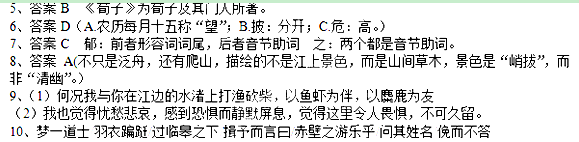 5、答案 B 《荀子》为荀子及其门人所著。
6、答案 D（A.农历每月十五称“望”；B.披：分开；C.危：高。）
7、答案 C 郁：前者形容词词尾，后者音节助词 之：两个都是音节助词。
8、答案 A(不只是泛舟，还有爬山，描绘的不是江上景色，而是山间草木，景色是“峭拔”，而
非“清幽”。）
9、（1）何况我与你在江边的水渚上打渔砍柴，以鱼虾为伴，以麋鹿为友
（2）我也觉得忧愁悲哀，感到恐惧而静默屏息，觉得这里令人畏惧，不可久留。
10、梦一道士 羽衣蹁跹 过临皋之下 揖予而言曰 赤壁之游乐乎 问其姓名 俛而不答